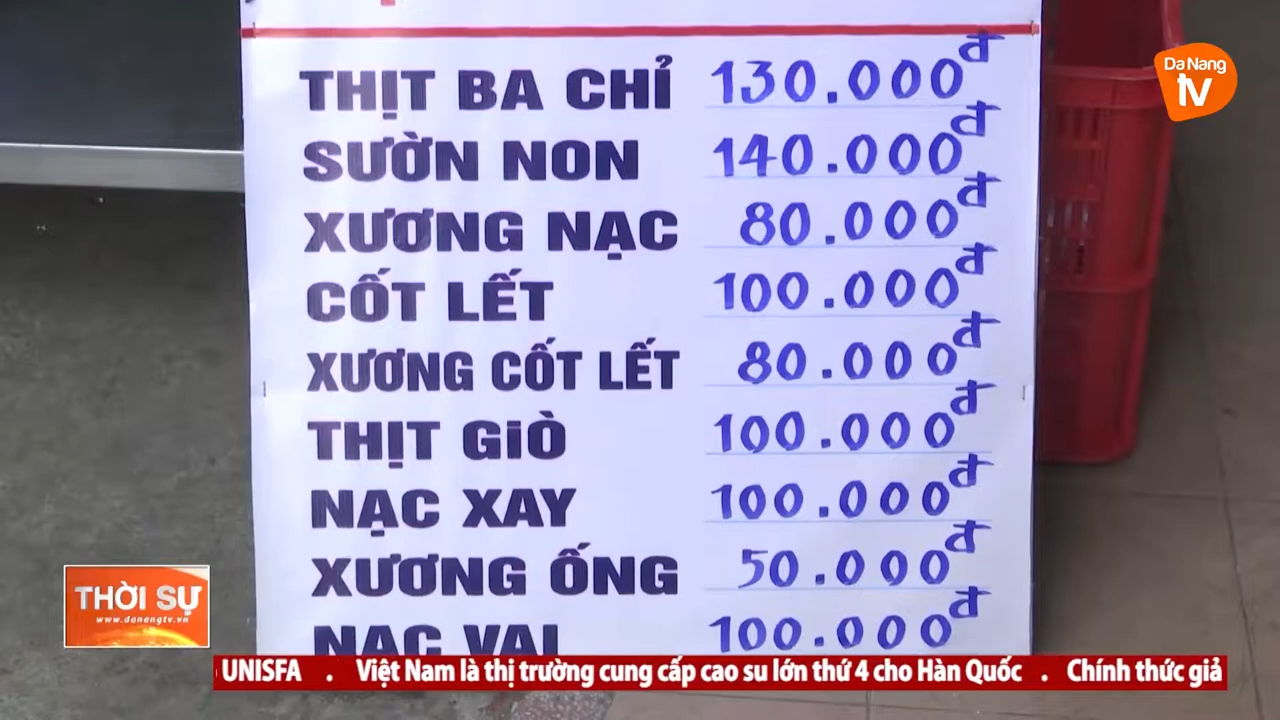 THỊT BA CHỈ 130.000đ
SƯỜN NON 140.000đ
XƯƠNG NẠC 80.000đ
CỐT LẾT 100.000đ
XƯƠNG CỐT LẾT 80.000đ
THỊT GIÒ 100.000đ
NẠC XAY 100.000đ
XƯƠNG ỐNG 50.000đ
NẠC VAI 100.000đ
Da Nang
tv
THỜI SỰ
www.danangtv.vn
UNISFA . Việt Nam là thị trường cung cấp cao su lớn thứ 4 cho Hàn Quốc . Chính thức giả